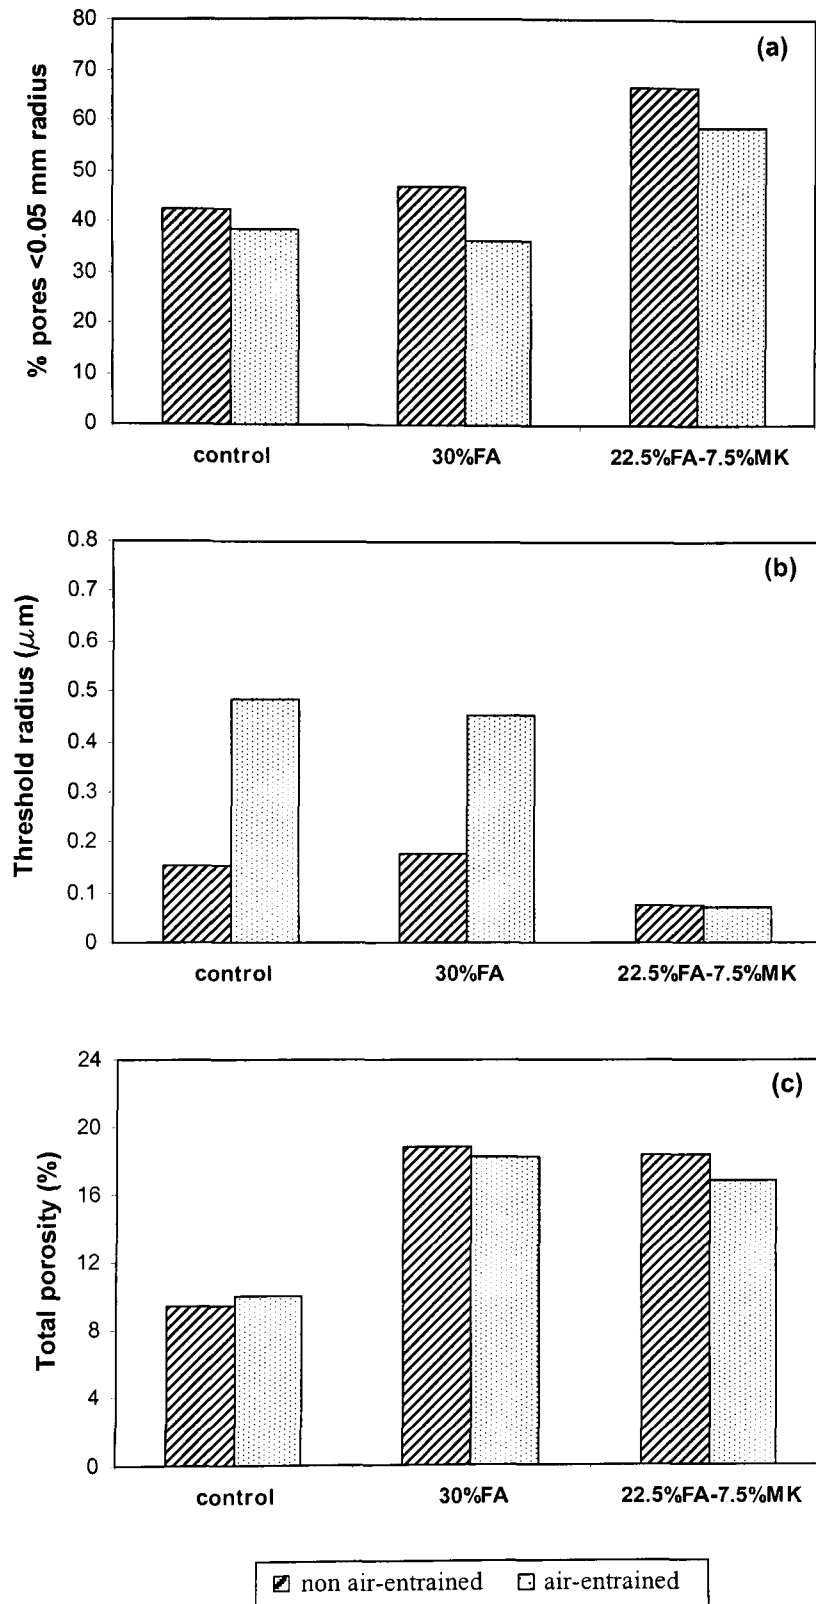 (a)
% pores <0.05 mm radius
80
70
60
50
40
30
20
10
0
control 30%FA 22.5%FA-7.5%MK
(b)
Threshold radius (μm)
0.8
0.7
0.6
0.5
0.4
0.3
0.2
0.1
0
control 30%FA 22.5%FA-7.5%MK
(c)
Total porosity (%)
24
20
16
12
8
4
0
control 30%FA 22.5%FA-7.5%MK
non air-entrained air-entrained